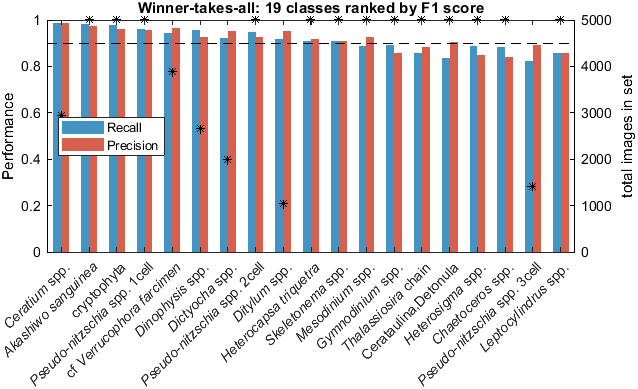 Winner-takes-all: 19 classes ranked by F1 score
Performance
1
0.8
0.6
0.4
0.2
0
Recall
Precision
5000
4000
3000
2000
1000
0
total images in set
Ceratium spp.
Akashiwo sanguinea
cryptophyta
Pseudo-nitzschia spp. 1cell
cf Verrucophora farcimen
Dinophysis spp.
Dictyocha spp.
Pseudo-nitzschia spp. 2cell
Ditylum spp.
Heterocapsa triquetra
Skeletonema spp.
Mesodinium spp.
Gymnodinium spp.
Thalassiosira chain
Cerataulina.Detonula
Heterosigma spp.
Chaetoceros spp.
Pseudo-nitzschia spp. 3cell
Leptocylindrus spp.